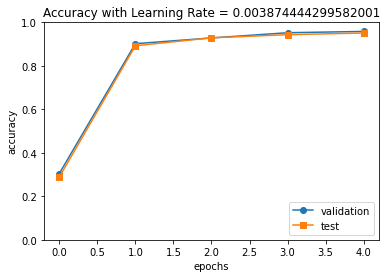 Accuracy with Learning Rate = 0.003874444299582001
1.0
0.8
0.6
0.4
0.2
0.0
accuracy
0.0 0.5 1.0 1.5 2.0 2.5 3.0 3.5 4.0
epochs
validation
test